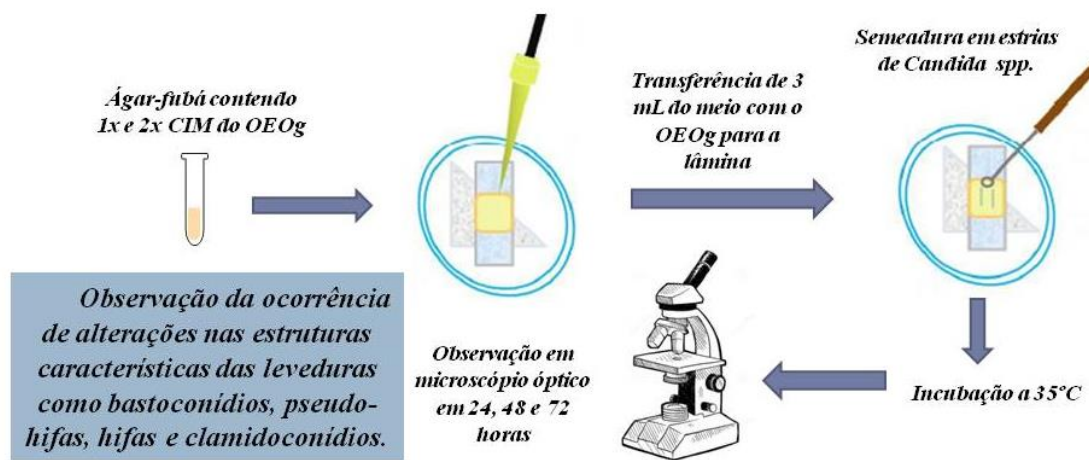 Ágar-fubá contendo
1x e 2x CIM do OEOg
Transferência de 3
mL do meio com o
OEOg para a
lâmina
Semeadura em estrias
de Candida spp.
Incubação a 35°C
Observação em
microscópio óptico
em 24, 48 e 72
horas
Observação da ocorrência
de alterações nas estruturas
características das leveduras
como bastoconídios, pseudo-
hifas, hifas e clamidoconídios.